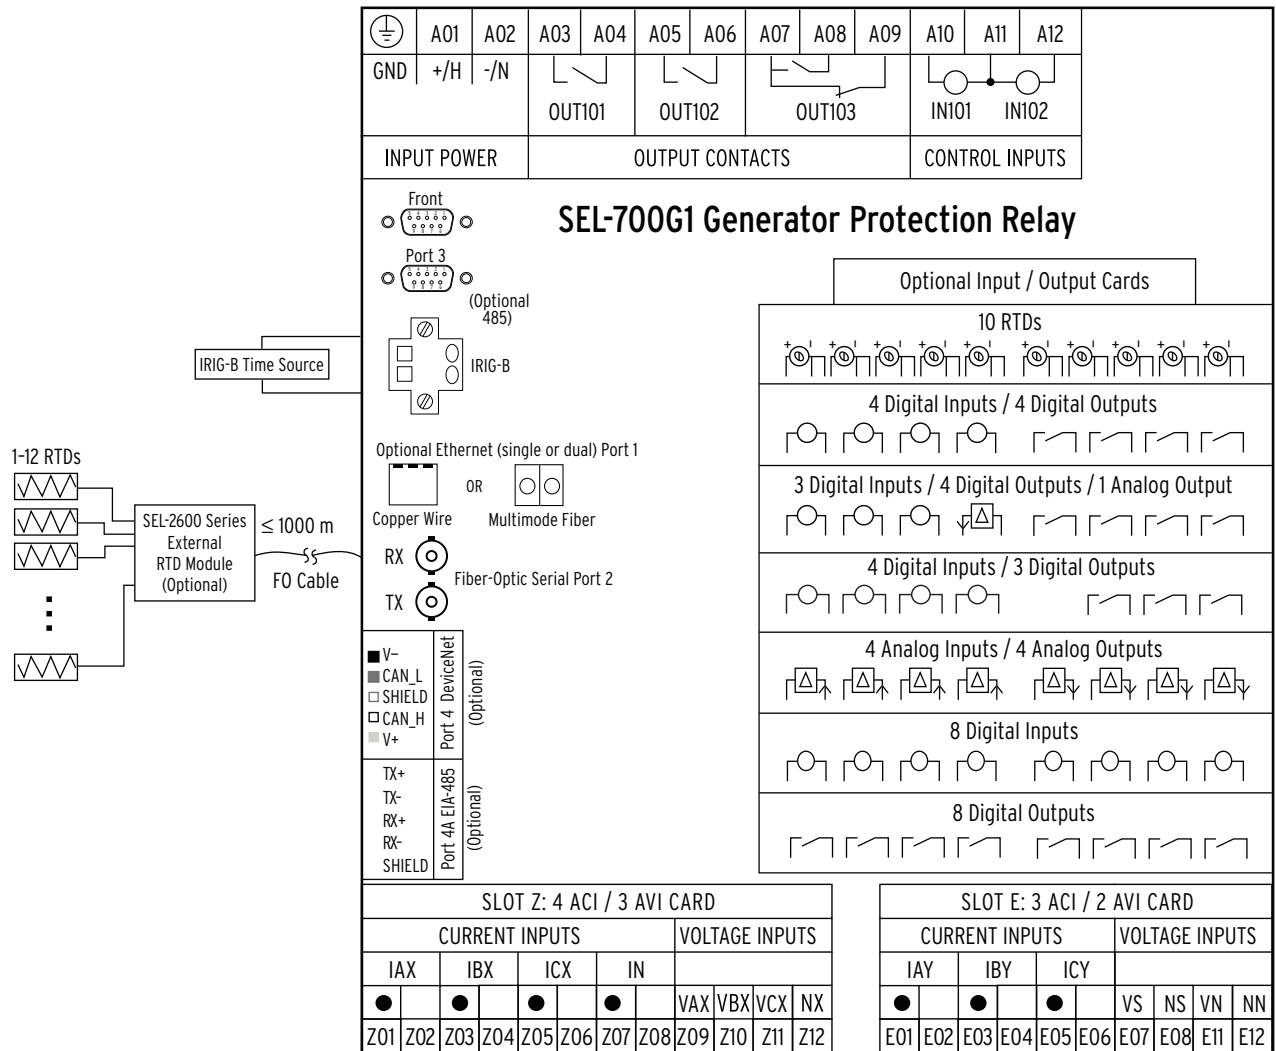 A01 A02 A03 A04 A05 A06 A07 A08 A09 A10 A11 A12
GND +/H -/N
OUT101 OUT102 OUT103 IN101 IN102
INPUT POWER OUTPUT CONTACTS CONTROL INPUTS
SEL-700G1 Generator Protection Relay
Front
Port 3
(Optional
485)
IRIG-B Time Source
IRIG-B
Optional Ethernet (single or dual) Port 1
OR
Copper Wire Multimode Fiber
1-12 RTDs
SEL-2600 Series
External
RTD Module
(Optional)
≤ 1000 m
FO Cable
RX
Fiber-Optic Serial Port 2
TX
V-
CAN_L
SHIELD
CAN_H
V+
Port 4 DeviceNet
(Optional)
TX+
TX-
RX+
RX-
SHIELD
Port 4A EIA-485
(Optional)
Optional Input / Output Cards
10 RTDs
+ - + - + - + - + - + - + - + - + - + -
4 Digital Inputs / 4 Digital Outputs
3 Digital Inputs / 4 Digital Outputs / 1 Analog Output
4 Digital Inputs / 3 Digital Outputs
4 Analog Inputs / 4 Analog Outputs
8 Digital Inputs
8 Digital Outputs
SLOT Z: 4 ACI / 3 AVI CARD
CURRENT INPUTS VOLTAGE INPUTS
IAX IBX ICX IN
VAX VBX VCX NX
Z01 Z02 Z03 Z04 Z05 Z06 Z07 Z08 Z09 Z10 Z11 Z12
SLOT E: 3 ACI / 2 AVI CARD
CURRENT INPUTS VOLTAGE INPUTS
IAY IBY ICY
VS NS VN NN
E01 E02 E03 E04 E05 E06 E07 E08 E11 E12